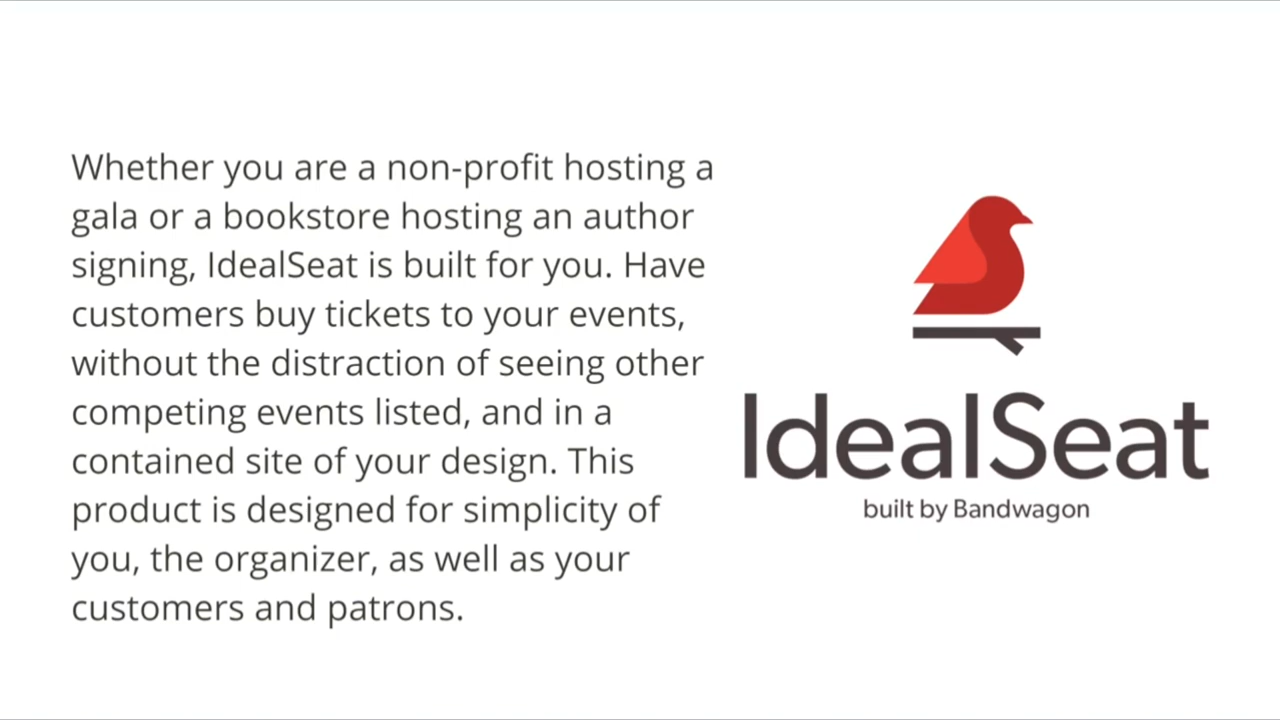 Whether you are a non-profit hosting a
gala or a bookstore hosting an author
signing, IdealSeat is built for you. Have
customers buy tickets to your events,
without the distraction of seeing other
competing events listed, and in a
contained site of your design. This
product is designed for simplicity of
you, the organizer, as well as your
customers and patrons.
IdealSeat
built by Bandwagon